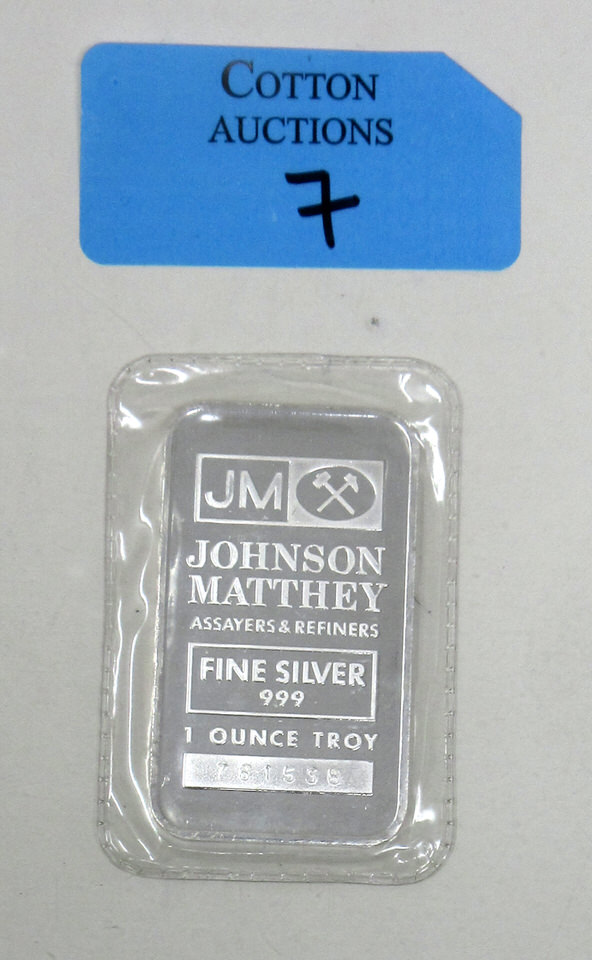 COTTON
AUCTIONS
7
JM
JOHNSON
MATTHEY
ASSAYERS & REFINERS
FINE SILVER
999
1 OUNCE TROY